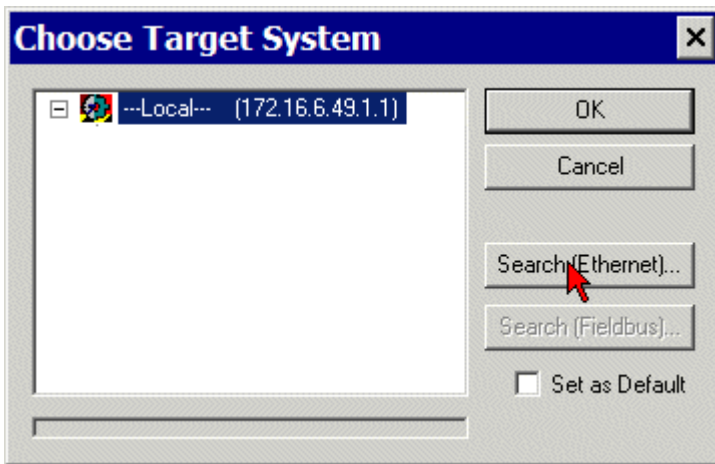 Choose Target System
---Local--- (172.16.6.49.1.1)
OK
Cancel
Search (Ethernet)...
Search (Fieldbus)...
Set as Default